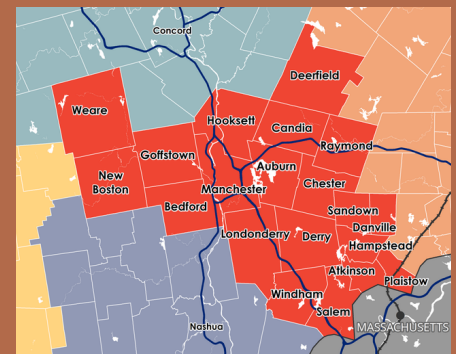 Concord
Deerfield
Weare
Hooksett
Candia
Raymond
Goffstown
Auburn
New
Boston
Manchester
Chester
Bedford
Sandown
Danville
Londonderry
Derry
Hampstead
Atkinson
Plaistow
Windham
Salem
Nashua
MASSACHUSETTS